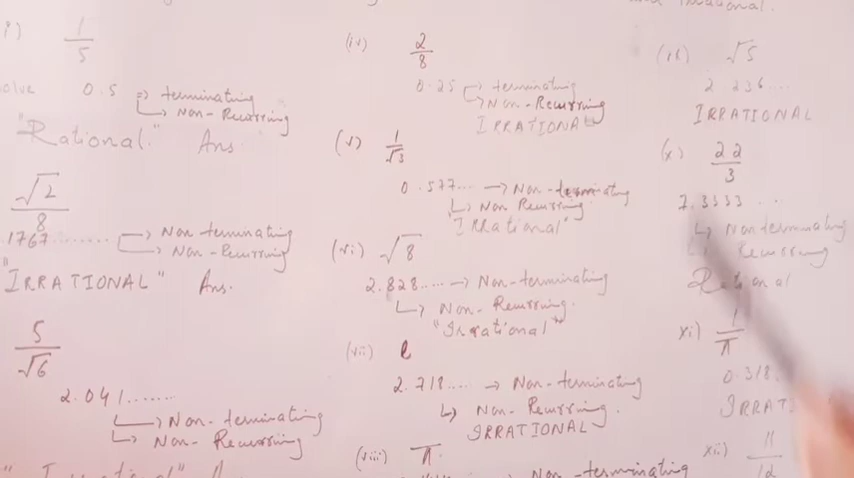 i) 1/5
0.5 => terminating
↳ Non-Recurring
"Rational" Ans.
√2/8
1767........ → Non terminating
→ Non-Recurring
"IRRATIONAL" Ans.
5/√6
2.041.......
↳ Non-terminating
↳ Non-Recurring
(iv) 2/8
0.25 → terminating
↳ Non-Recurring
IRRATIONAL
(v) 1/√3
0.577... → Non-terminating
↳ Non Recurring
"Irrational"
(vi) √8
2.828.... → Non-terminating
↳ Non-Recurring.
"Irrational"
(vii) e
2.718.... → Non-terminating
↳ Non-Recurring.
IRRATIONAL
(viii) π
Non-terminating
√5
2.236...
IRRATIONAL
(x) 22/3
7.3333...
↳ Non terminating
Recurring
Rational
xi) 1/π
0.318
xii) 11